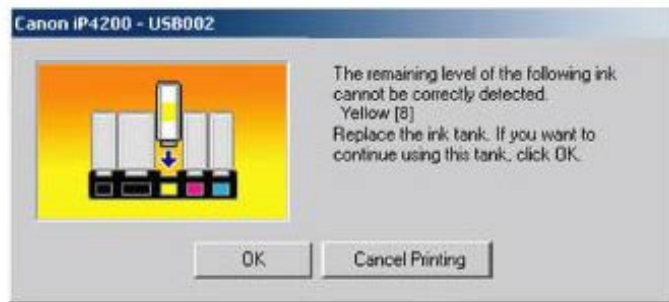 Canon iP4200 - USB002
The remaining level of the following ink
cannot be correctly detected.
Yellow [8]
Replace the ink tank. If you want to
continue using this tank, click OK.
OK
Cancel Printing